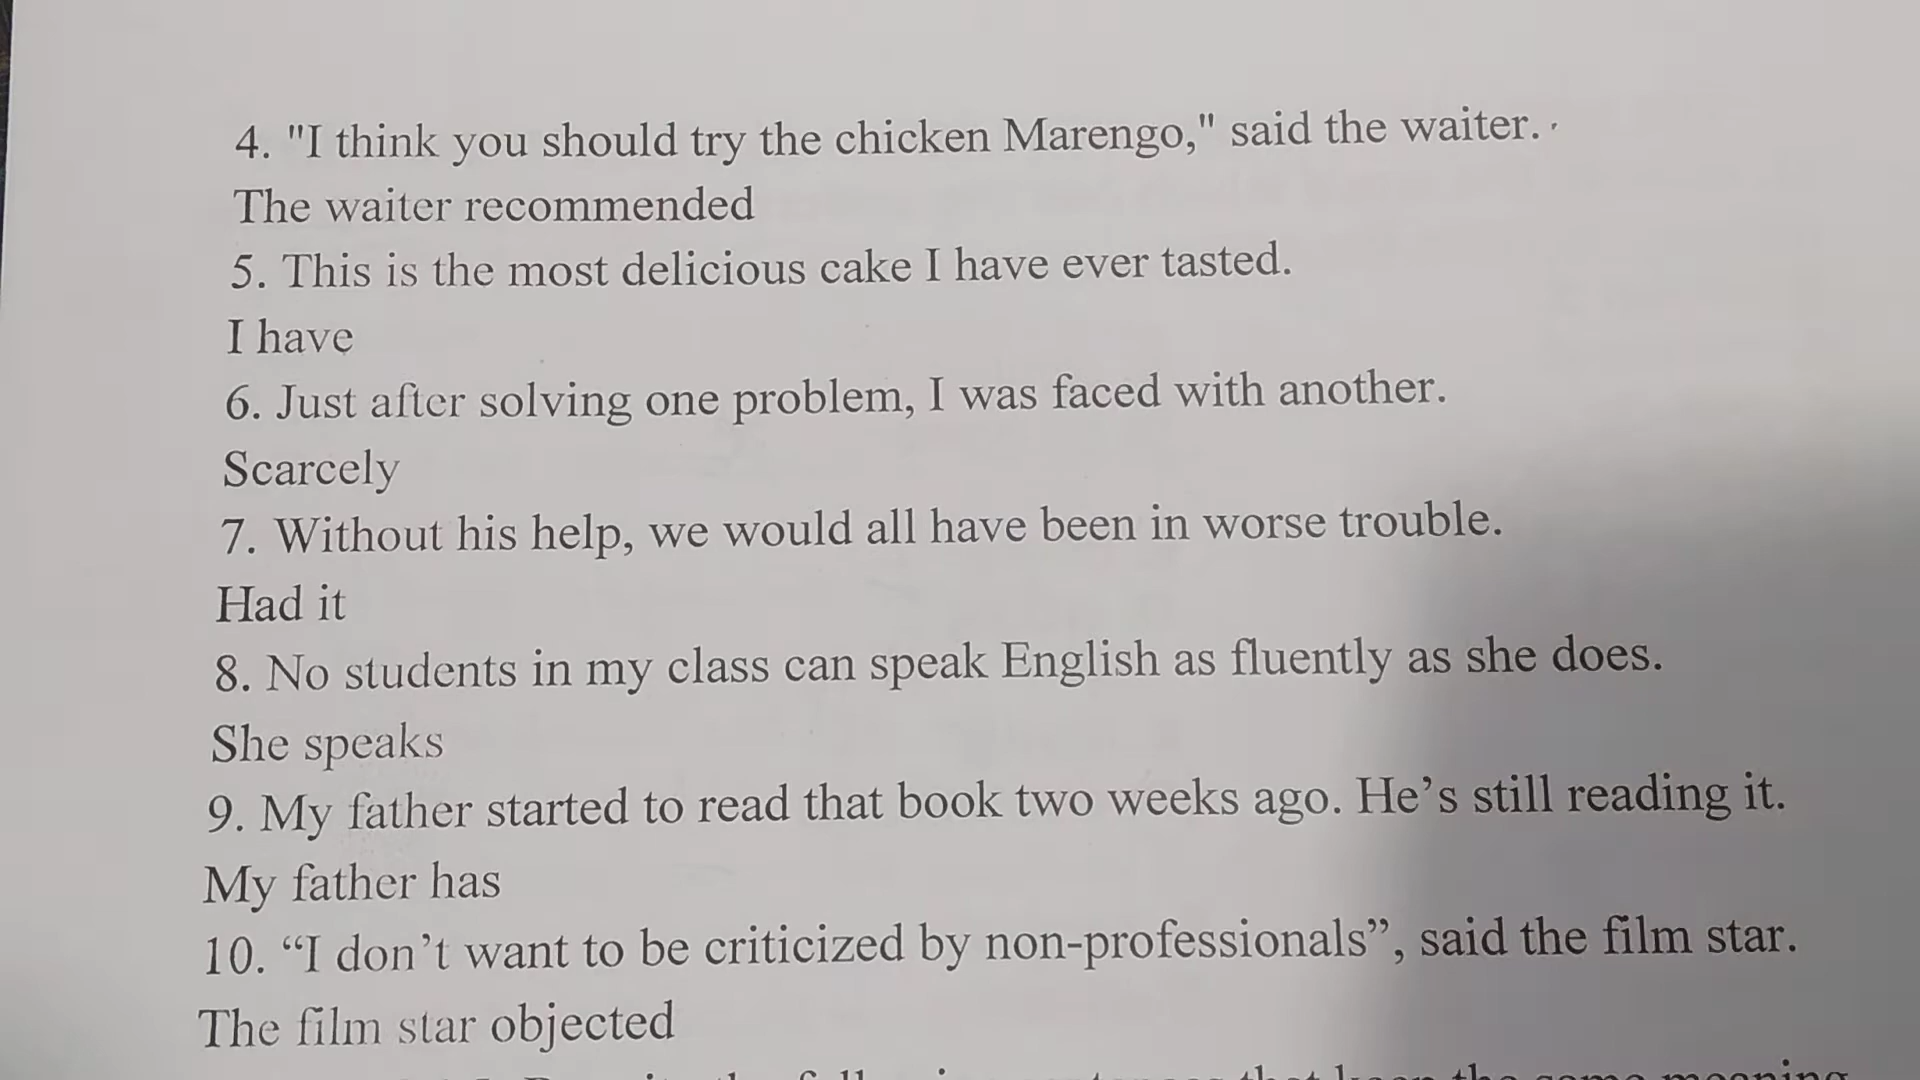 4. "I think you should try the chicken Marengo," said the waiter.
The waiter recommended
5. This is the most delicious cake I have ever tasted.
I have
6. Just after solving one problem, I was faced with another.
Scarcely
7. Without his help, we would all have been in worse trouble.
Had it
8. No students in my class can speak English as fluently as she does.
She speaks
9. My father started to read that book two weeks ago. He’s still reading it.
My father has
10. “I don’t want to be criticized by non-professionals”, said the film star.
The film star objected
that keep the same meaning